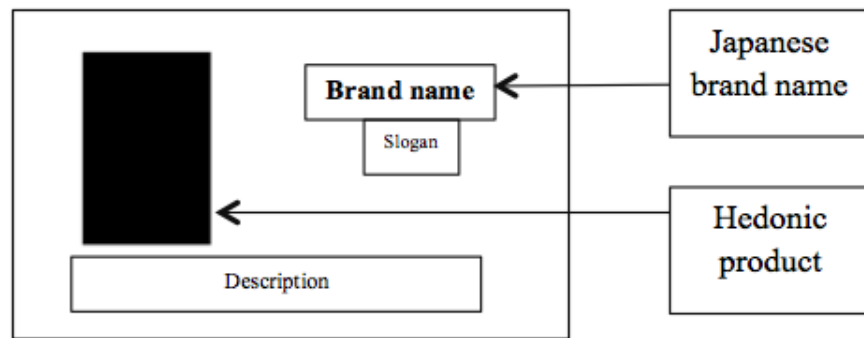 Brand name
Slogan
Description
Japanese
brand name
Hedonic
product